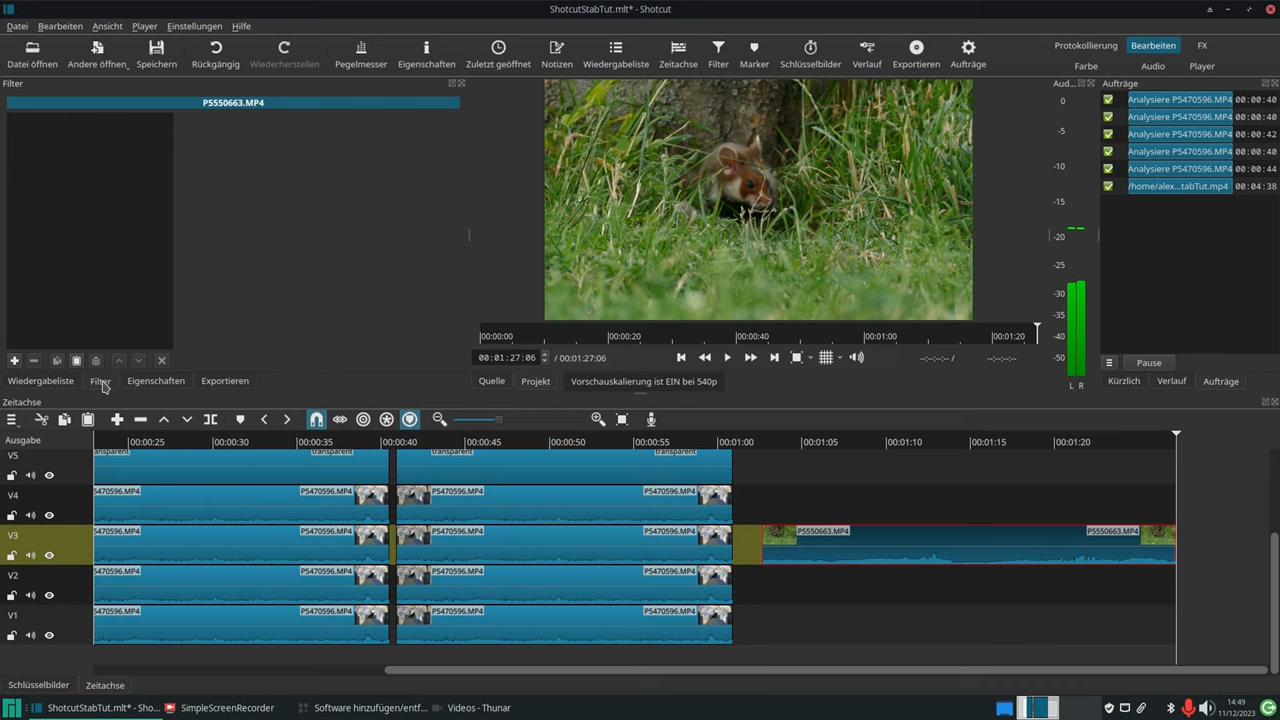 ShotcutStabTut.mlt* - Shotcut
Datei Bearbeiten Ansicht Player Einstellungen Hilfe
Datei öffnen Andere öffnen Speichern Rückgängig Wiederherstellen Pegelmesser Eigenschaften Zuletzt geöffnet Notizen Wiedergabeliste Zeitachse Filter Marker Schlüsselbilder Verlauf Exportieren Aufträge
Protokollierung Bearbeiten FX
Farbe Audio Player
Filter
P5550663.MP4
Wiedergabeliste Filter Eigenschaften Exportieren
00:00:00 00:00:20 00:00:40 00:01:00 00:01:20
00:01:27:06 / 00:01:27:06 --:--:--:-- / --:--:--:--
Quelle Projekt Vorschauskalierung ist EIN bei 540p
Aud...
0
-5
-10
-15
-20
-25
-30
-35
-40
-45
-50
L R
Aufträge
Analysiere P5470596.MP4 00:00:40
Analysiere P5470596.MP4 00:00:40
Analysiere P5470596.MP4 00:00:42
Analysiere P5470596.MP4 00:00:40
Analysiere P5470596.MP4 00:00:44
/home/alex...tabTut.mp4 00:04:38
Pause
Kürzlich Verlauf Aufträge
Zeitachse
Ausgabe
00:00:25 00:00:30 00:00:35 00:00:40 00:00:45 00:00:50 00:00:55 00:01:00 00:01:05 00:01:10 00:01:15 00:01:20
V5 ansparent transparent transparent transparent
V4 5470596.MP4 P5470596.MP4 P5470596.MP4 P5470596.MP4
V3 5470596.MP4 P5470596.MP4 P5470596.MP4 P5470596.MP4 P5550663.MP4 P5550663.MP4
V2 5470596.MP4 P5470596.MP4 P5470596.MP4 P5470596.MP4
V1 5470596.MP4 P5470596.MP4 P5470596.MP4 P5470596.MP4
Schlüsselbilder Zeitachse
ShotcutStabTut.mlt* - Sho... SimpleScreenRecorder Software hinzufügen/entf... Videos - Thunar
14:49
11/12/2023